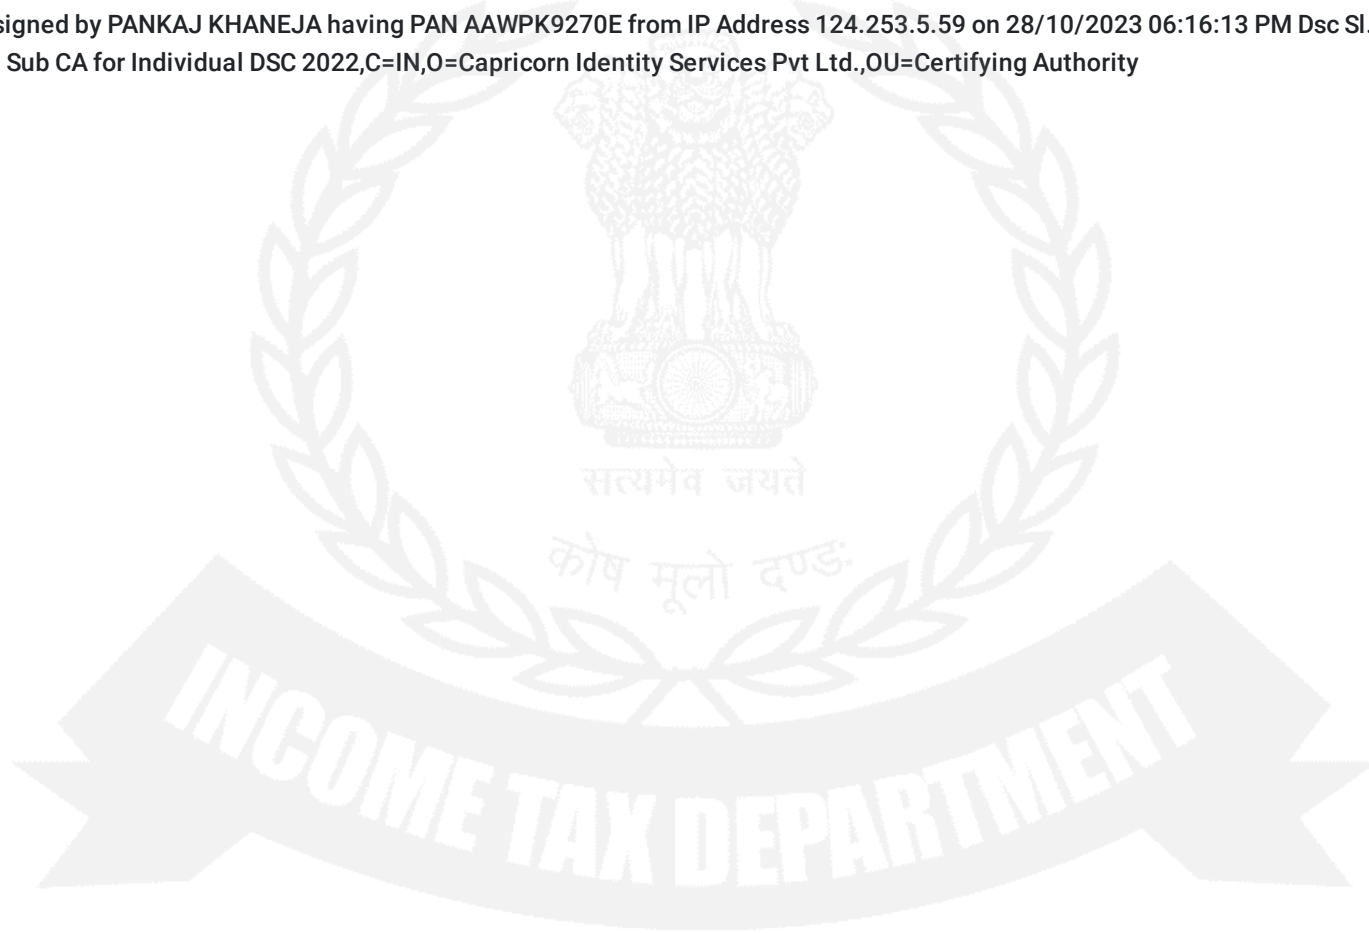 signed by PANKAJ KHANEJA having PAN AAWPK9270E from IP Address 124.253.5.59 on 28/10/2023 06:16:13 PM Dsc Sl.
Sub CA for Individual DSC 2022,C=IN,O=Capricorn Identity Services Pvt Ltd.,OU=Certifying Authority
सत्यमेव जयते
कोष मूलो दण्डः
INCOME TAX DEPARTMENT